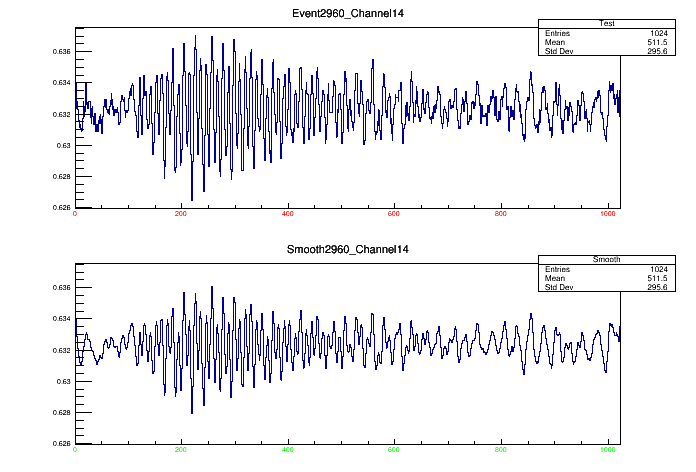 Event2960_Channel14
Test
Entries 1024
Mean 511.5
Std Dev 295.6
0.636
0.634
0.632
0.63
0.628
0.626
0 200 400 600 800 1000
Smooth2960_Channel14
Smooth
Entries 1024
Mean 511.5
Std Dev 295.6
0.636
0.634
0.632
0.63
0.628
0.626
0 200 400 600 800 1000